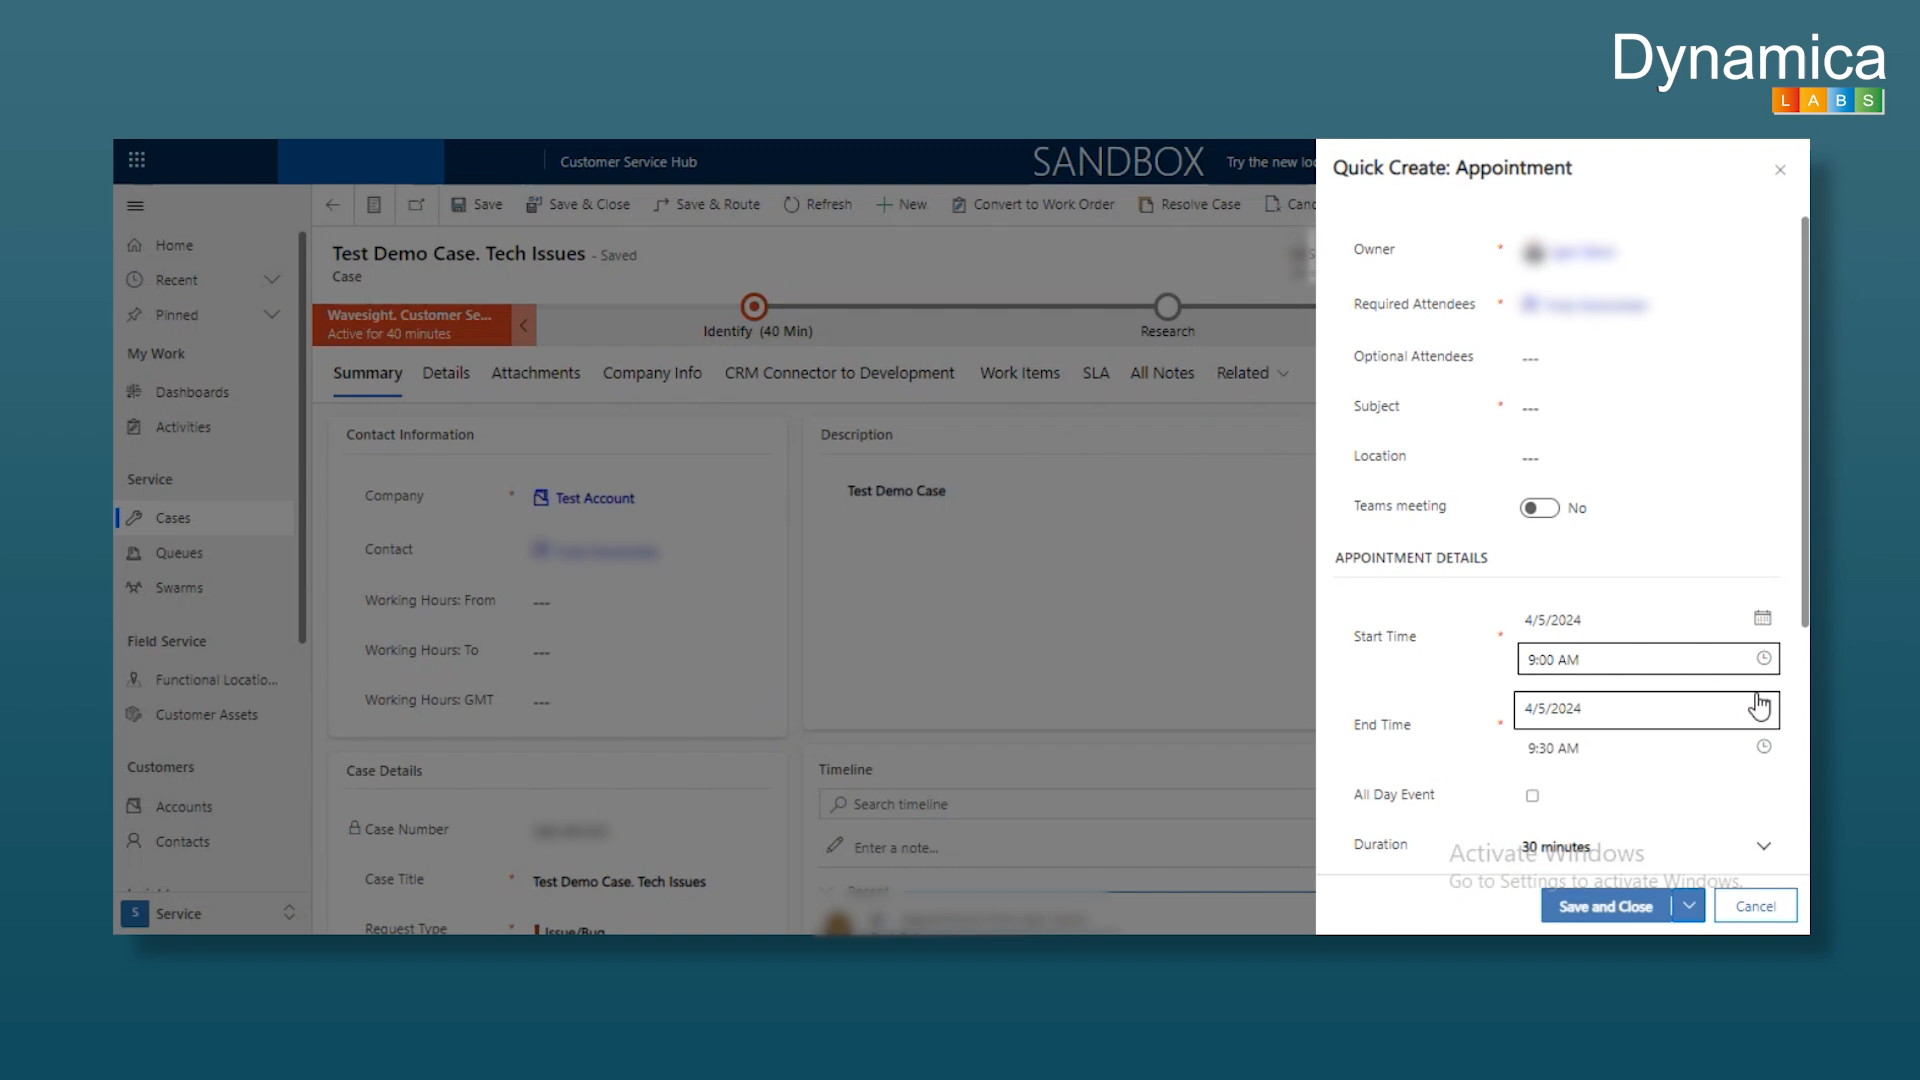 Dynamica
LABS
Customer Service Hub
SANDBOX
Try the new loo
Save
Save & Close
Save & Route
Refresh
New
Convert to Work Order
Resolve Case
Canc
Home
Recent
Pinned
My Work
Dashboards
Activities
Service
Cases
Queues
Swarms
Field Service
Functional Locatio...
Customer Assets
Customers
Accounts
Contacts
S Service
Test Demo Case. Tech Issues - Saved
Case
Wavesight. Customer Se...
Active for 40 minutes
Identify (40 Min)
Research
Summary
Details
Attachments
Company Info
CRM Connector to Development
Work Items
SLA
All Notes
Related
Contact Information
Company * Test Account
Contact
Working Hours: From ---
Working Hours: To ---
Working Hours: GMT ---
Case Details
Case Number
Case Title * Test Demo Case. Tech Issues
Request Type * Issue/Bug
Description
Test Demo Case
Timeline
Search timeline
Enter a note...
Recent
Quick Create: Appointment
Owner *
Required Attendees *
Optional Attendees ---
Subject * ---
Location ---
Teams meeting No
APPOINTMENT DETAILS
Start Time * 4/5/2024
9:00 AM
End Time * 4/5/2024
9:30 AM
All Day Event
Duration 30 minutes
Activate Windows
Go to Settings to activate Windows.
Save and Close
Cancel